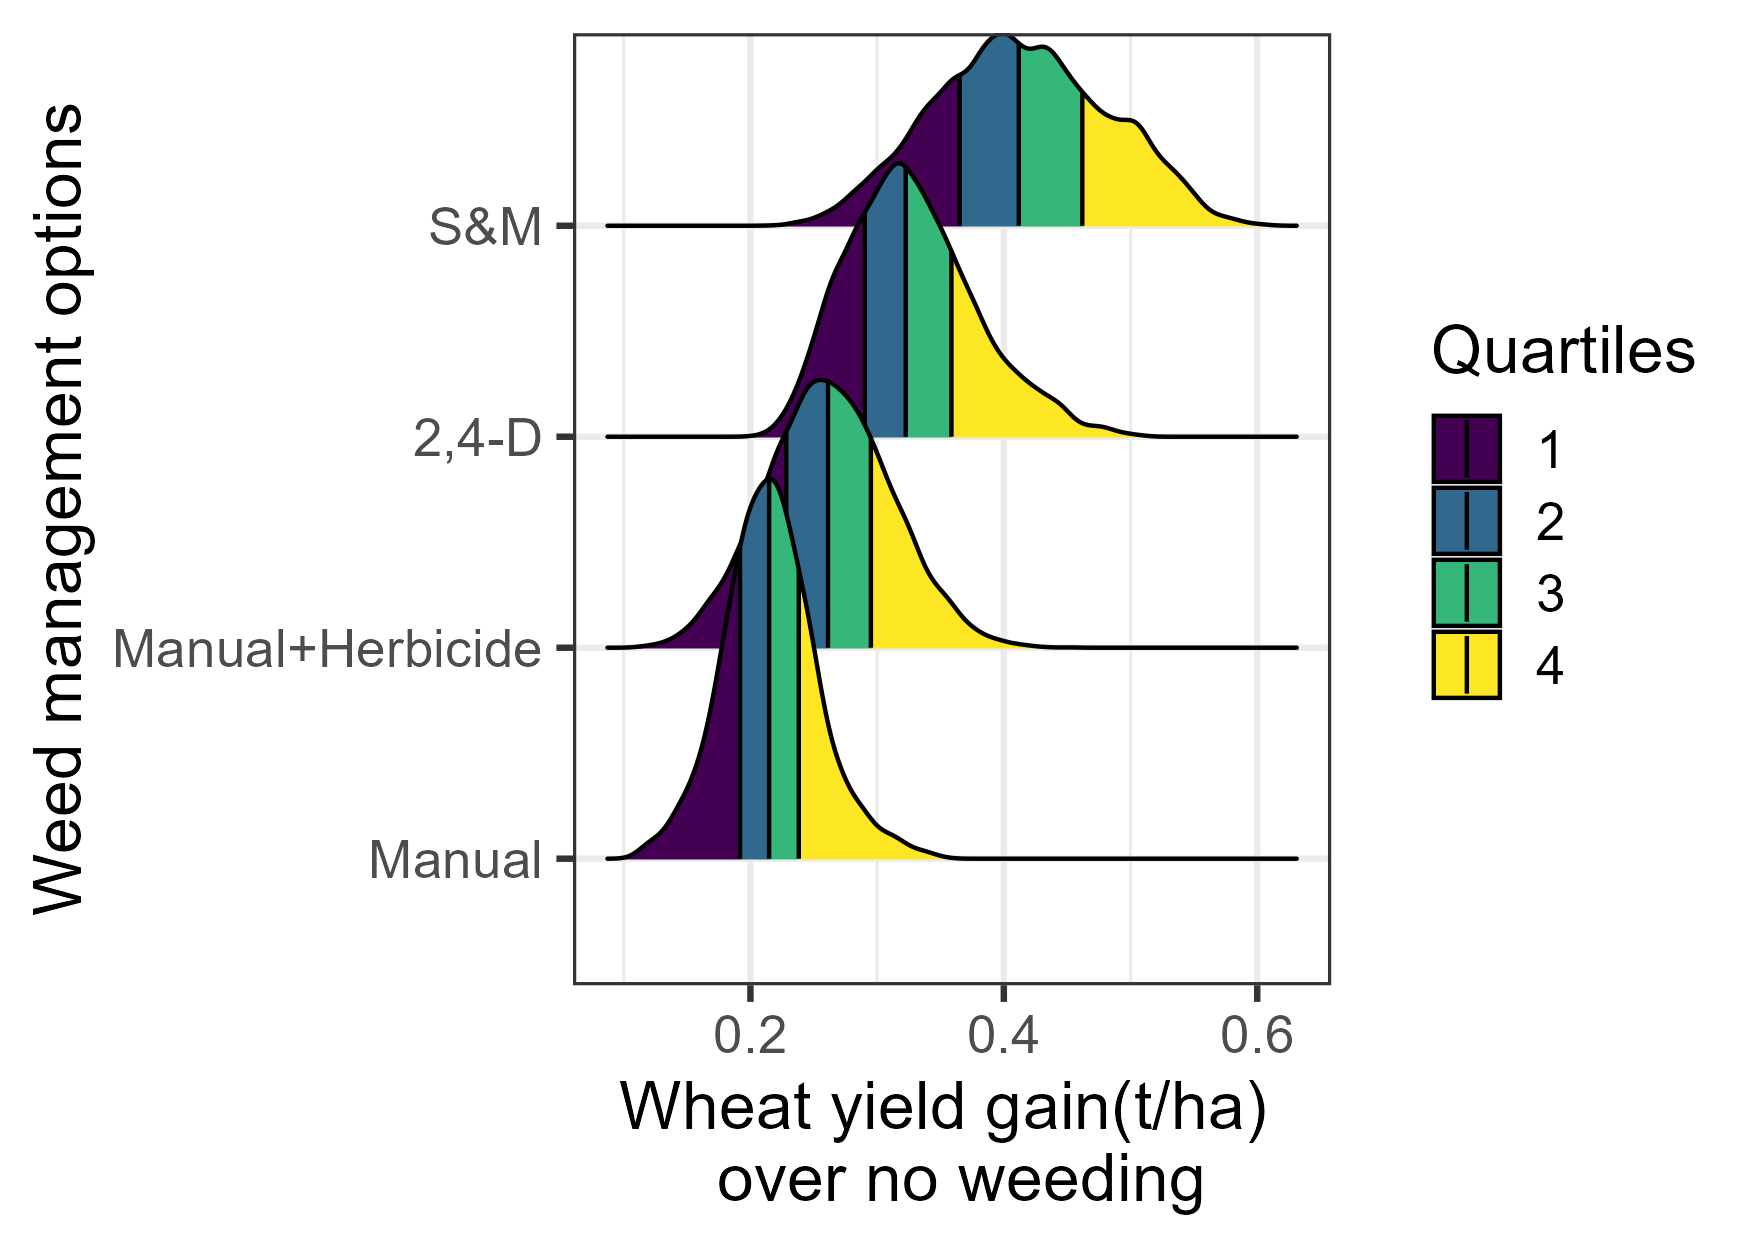 Weed management options
S&M
2,4-D
Manual+Herbicide
Manual
0.2
0.4
0.6
Wheat yield gain(t/ha)
over no weeding
Quartiles
1
2
3
4